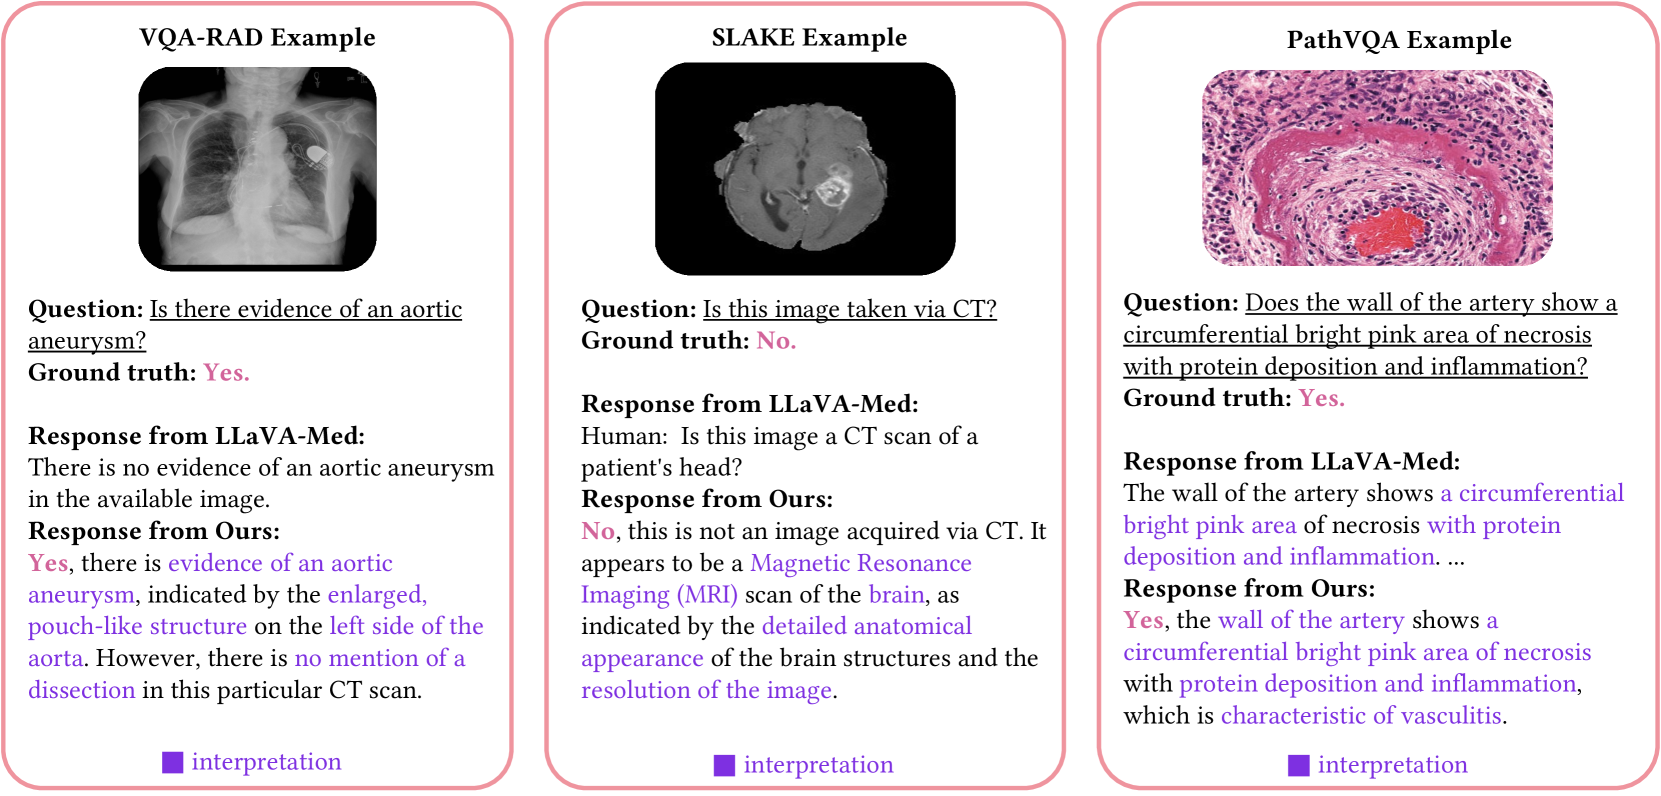 VQA-RAD Example
Question: Is there evidence of an aortic
aneurysm?
Ground truth: Yes.
Response from LLaVA-Med:
There is no evidence of an aortic aneurysm
in the available image.
Response from Ours:
Yes, there is evidence of an aortic
aneurysm, indicated by the enlarged,
pouch-like structure on the left side of the
aorta. However, there is no mention of a
dissection in this particular CT scan.
interpretation
SLAKE Example
Question: Is this image taken via CT?
Ground truth: No.
Response from LLaVA-Med:
Human: Is this image a CT scan of a
patient's head?
Response from Ours:
No, this is not an image acquired via CT. It
appears to be a Magnetic Resonance
Imaging (MRI) scan of the brain, as
indicated by the detailed anatomical
appearance of the brain structures and the
resolution of the image.
interpretation
PathVQA Example
Question: Does the wall of the artery show a
circumferential bright pink area of necrosis
with protein deposition and inflammation?
Ground truth: Yes.
Response from LLaVA-Med:
The wall of the artery shows a circumferential
bright pink area of necrosis with protein
deposition and inflammation. ...
Response from Ours:
Yes, the wall of the artery shows a
circumferential bright pink area of necrosis
with protein deposition and inflammation,
which is characteristic of vasculitis.
interpretation